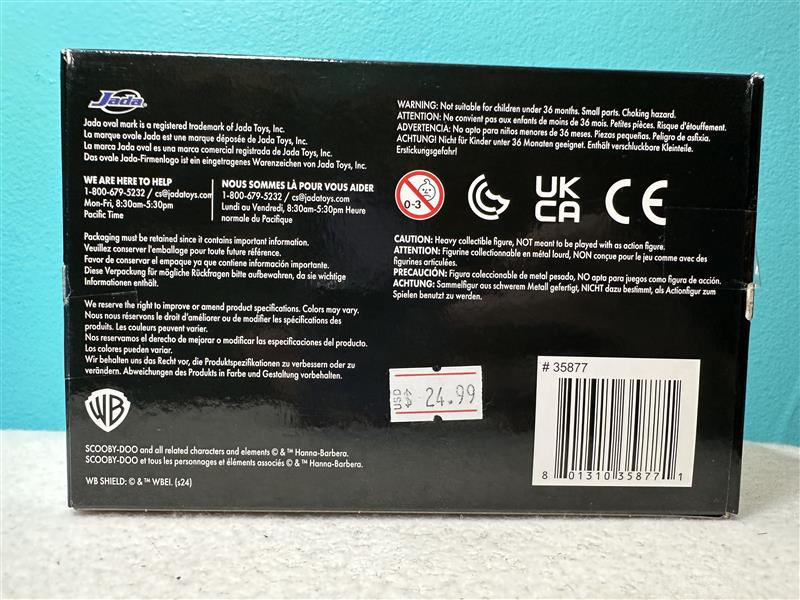 Jada
Jada oval mark is a registered trademark of Jada Toys, Inc.
La marque ovale Jada est une marque déposée de Jada Toys, Inc.
La marca Jada oval es una marca comercial registrada de Jada Toys, Inc.
Das ovale Jada-Firmenlogo ist ein eingetragenes Warenzeichen von Jada Toys, Inc.
WE ARE HERE TO HELP
1-800-679-5232 / cs@jadatoys.com
Mon-Fri, 8:30am-5:30pm
Pacific Time
NOUS SOMMES LÀ POUR VOUS AIDER
1-800-679-5232 / cs@jadatoys.com
Lundi au Vendredi, 8:30am-5:30pm Heure
normale du Pacifique
Packaging must be retained since it contains important information.
Veuillez conserver l'emballage pour toute future référence.
Favor de conservar el empaque ya que contiene información importante.
Diese Verpackung für mögliche Rückfragen bitte aufbewahren, da sie wichtige
Informationen enthält.
We reserve the right to improve or amend product specifications. Colors may vary.
Nous nous réservons le droit d'améliorer ou de modifier les spécifications des
produits. Les couleurs peuvent varier.
Nos reservamos el derecho de mejorar o modificar las especificaciones del producto.
Los colores pueden variar.
Wir behalten uns das Recht vor, die Produktspezifikationen zu verbessern oder zu
verändern. Abweichungen des Produkts in Farbe und Gestaltung vorbehalten.
WB
SCOOBY-DOO and all related characters and elements © & ™ Hanna-Barbera.
SCOOBY-DOO et tous les personnages et éléments associés © & ™ Hanna-Barbera.
WB SHIELD: © & ™ WBEI. (s24)
WARNING: Not suitable for children under 36 months. Small parts. Choking hazard.
ATTENTION: Ne convient pas aux enfants de moins de 36 mois. Petites pièces. Risque d'étouffement.
ADVERTENCIA: No apto para niños menores de 36 meses. Piezas pequeñas. Peligro de asfixia.
ACHTUNG! Nicht für Kinder unter 36 Monaten geeignet. Enthält verschluckbare Kleinteile.
Erstickungsgefahr!
0-3
UK
CA
CE
CAUTION: Heavy collectible figure, NOT meant to be played with as action figure.
ATTENTION: Figurine collectionnable en métal lourd, NON conçue pour le jeu comme avec des
figurines articulées.
PRECAUCIÓN: Figura coleccionable de metal pesado, NO apta para juegos como figura de acción.
ACHTUNG: Sammelfigur aus schwerem Metall gefertigt, NICHT dazu bestimmt, als Actionfigur zum
Spielen benutzt zu werden.
USD $ 24.99
# 35877
8 01310 35877 1